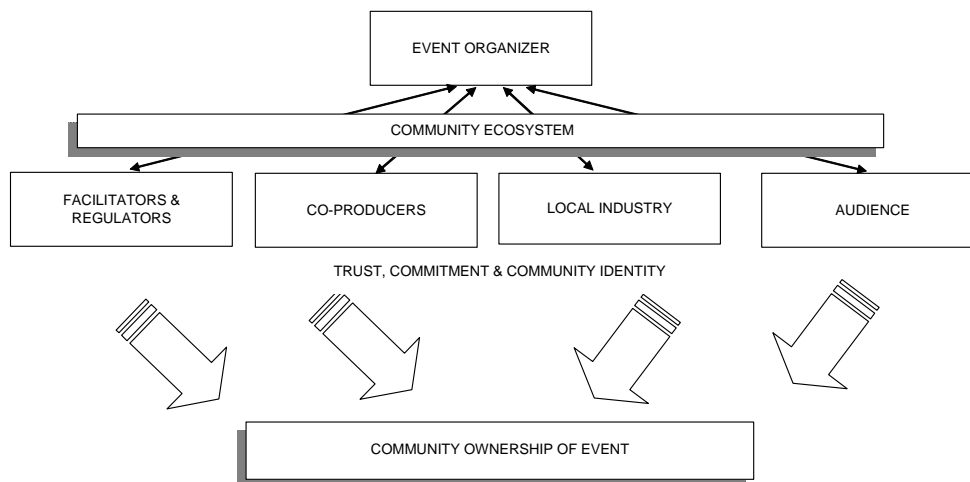 EVENT ORGANIZER
COMMUNITY ECOSYSTEM
FACILITATORS &
REGULATORS
CO-PRODUCERS
LOCAL INDUSTRY
AUDIENCE
TRUST, COMMITMENT & COMMUNITY IDENTITY
COMMUNITY OWNERSHIP OF EVENT